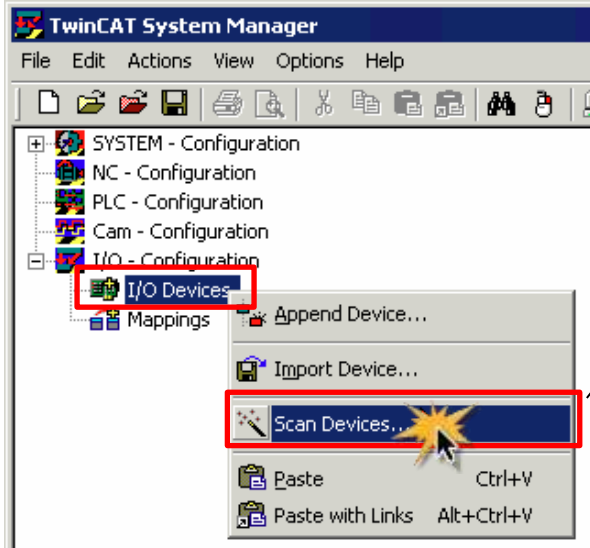 TwinCAT System Manager
File Edit Actions View Options Help
SYSTEM - Configuration
NC - Configuration
PLC - Configuration
Cam - Configuration
I/O - Configuration
I/O Devices
Mappings
Append Device...
Import Device...
Scan Devices...
Paste Ctrl+V
Paste with Links Alt+Ctrl+V